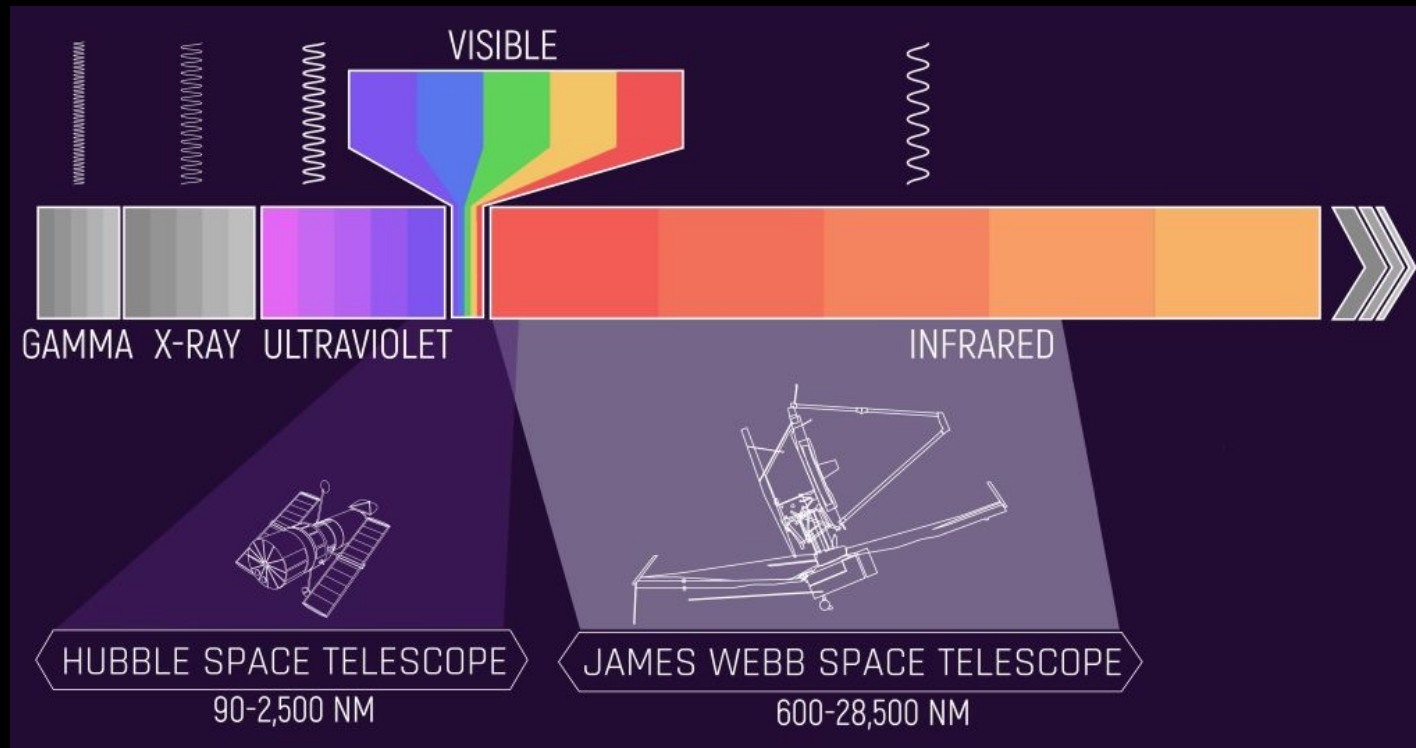 VISIBLE
GAMMA X-RAY ULTRAVIOLET INFRARED
HUBBLE SPACE TELESCOPE
90-2,500 NM
JAMES WEBB SPACE TELESCOPE
600-28,500 NM